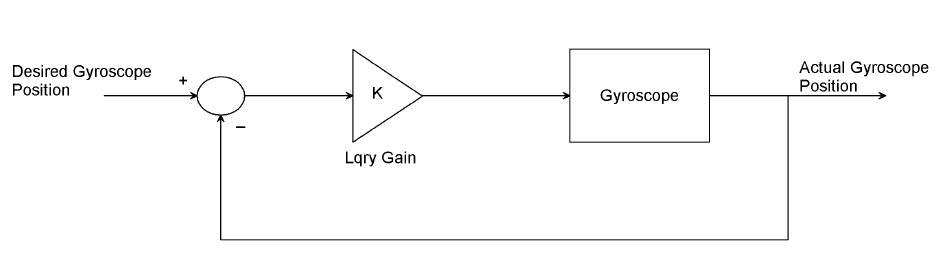 Desired Gyroscope
Position
+
–
K
Lqry Gain
Gyroscope
Actual Gyroscope
Position